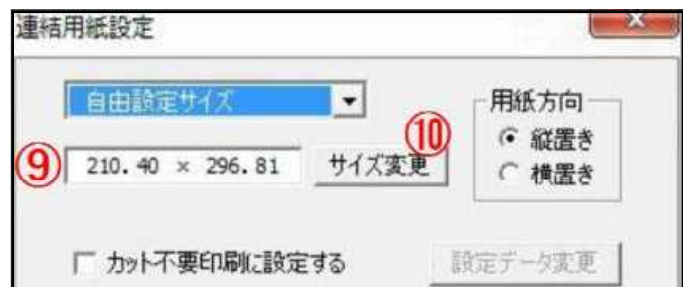 連結用紙設定
自由設定サイズ
用紙方向
⑩
縦置き
⑨ 210.40 × 296.81 サイズ変更
横置き
カット不要印刷に設定する 設定データ変更